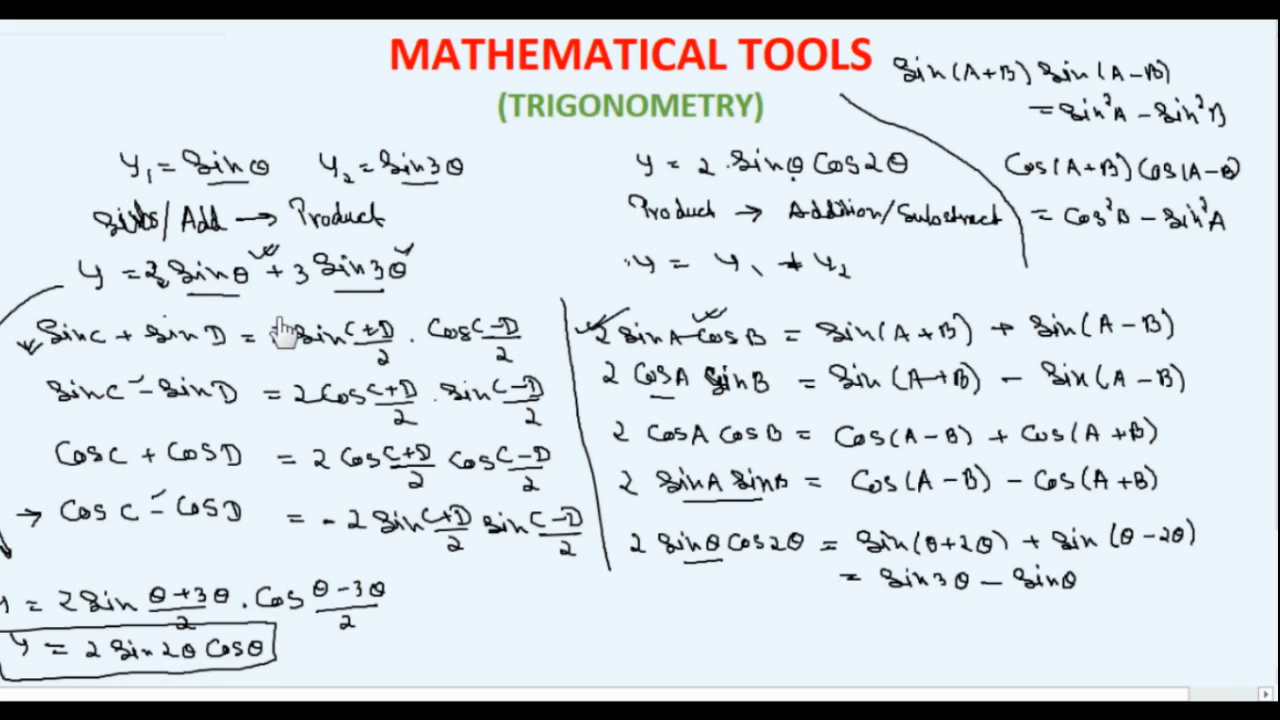 MATHEMATICAL TOOLS
(TRIGONOMETRY)
Sin(A+B) Sin(A-B)
= Sin²A - Sin²B
Cos(A+B) Cos(A-B)
= Cos²B - Sin²A
y₁ = Sinθ y₂ = Sin3θ
/Add → Product
y = 2 Sinθ + 3 Sin3θ
SinC + SinD = Sin C+D/2 . Cos C-D/2
SinC - SinD = 2Cos C+D/2 . Sin C-D/2
CosC + CosD = 2 Cos C+D/2 Cos C-D/2
→ Cos C - CosD = -2 Sin C+D/2 Sin C-D/2
y = 2 Sin θ+3θ/2 . Cos θ-3θ/2
y = 2 Sin2θ Cosθ
y = 2 Sinθ Cos2θ
Product → Addition/Substract
y = y₁ + y₂
2 SinA CosB = Sin(A+B) + Sin(A-B)
2 CosA SinB = Sin(A+B) - Sin(A-B)
2 CosA CosB = Cos(A-B) + Cos(A+B)
2 SinA SinB = Cos(A-B) - Cos(A+B)
2 Sinθ Cos2θ = Sin(θ+2θ) + Sin(θ-2θ)
= Sin3θ - Sinθ